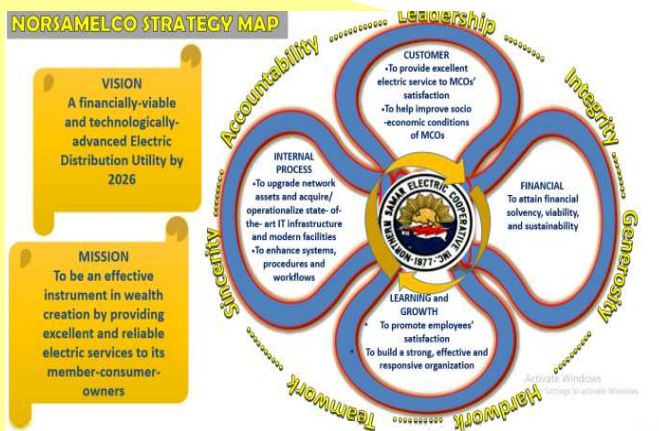 NORSAMELCO STRATEGY MAP
VISION
A financially-viable
and technologically-
advanced Electric
Distribution Utility by
2026
MISSION
To be an effective
instrument in wealth
creation by providing
excellent and reliable
electric services to its
member-consumer-
owners
Accountability
Leadership
Integrity
Generosity
Hardwork
Teamwork
Sincerity
CUSTOMER
•To provide excellent
electric service to MCOs'
satisfaction
•To help improve socio
-economic conditions
of MCOs
INTERNAL
PROCESS
•To upgrade network
assets and acquire/
operationalize state- of-
the- art IT infrastructure
and modern facilities
•To enhance systems,
procedures and
workflows
NORTHERN SAMAR ELECTRIC COOPERATIVE, INC.
-1977-
FINANCIAL
To attain financial
solvency, viability,
and sustainability
LEARNING and
GROWTH
• To promote employees'
satisfaction
• To build a strong, effective and
responsive organization
Activate Windows
to Settings to activate Windows.